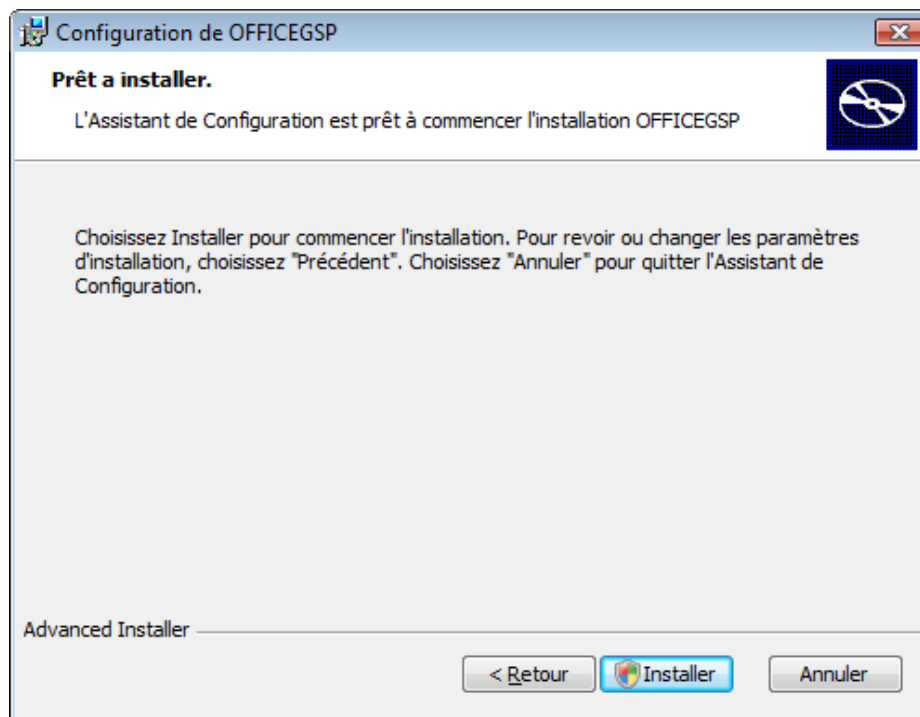 Configuration de OFFICEGSP
Prêt a installer.
L'Assistant de Configuration est prêt à commencer l'installation OFFICEGSP
Choisissez Installer pour commencer l'installation. Pour revoir ou changer les paramètres
d'installation, choisissez "Précédent". Choisissez "Annuler" pour quitter l'Assistant de
Configuration.
Advanced Installer
< Retour
Installer
Annuler